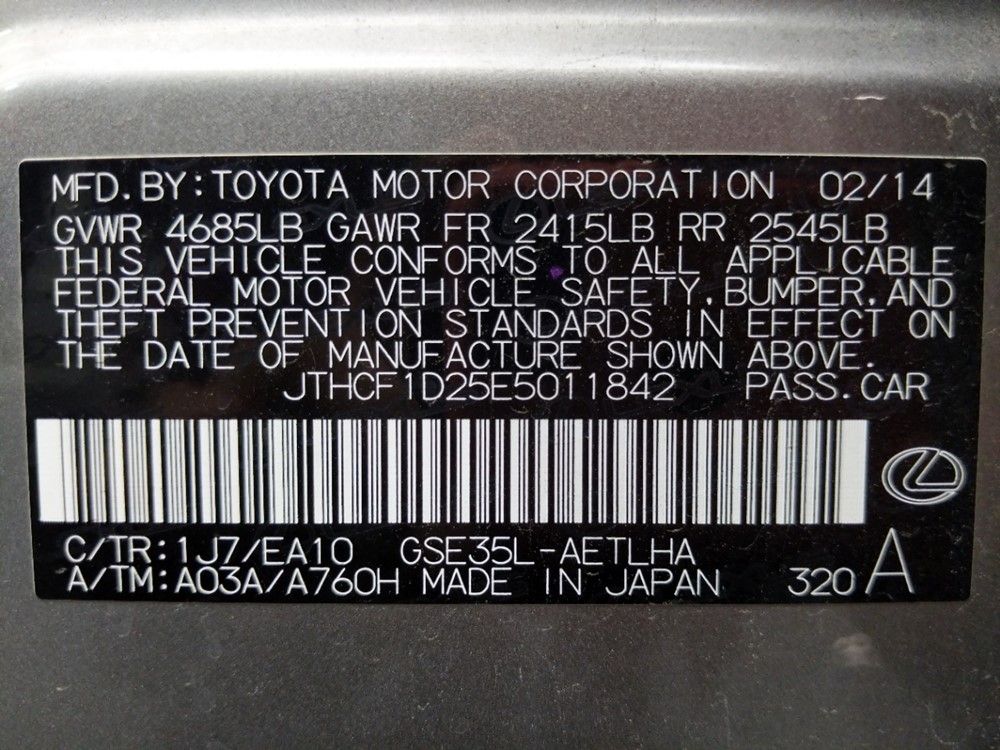 MFD.BY:TOYOTA MOTOR CORPORATION 02/14
GVWR 4685LB GAWR FR 2415LB RR 2545LB
THIS VEHICLE CONFORMS TO ALL APPLICABLE
FEDERAL MOTOR VEHICLE SAFETY,BUMPER,AND
THEFT PREVENTION STANDARDS IN EFFECT ON
THE DATE OF MANUFACTURE SHOWN ABOVE.
JTHCF1D25E5011842 PASS.CAR
C/TR:1J7/EA10 GSE35L-AETLHA
A/TM:A03A/A760H MADE IN JAPAN 320 A